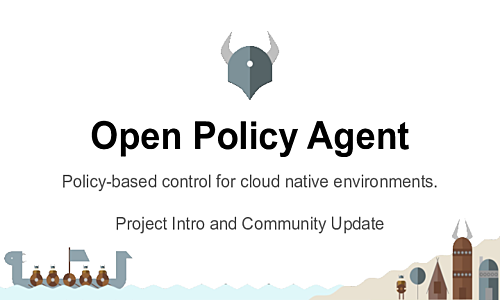 Open Policy Agent
Policy-based control for cloud native environments.
Project Intro and Community Update